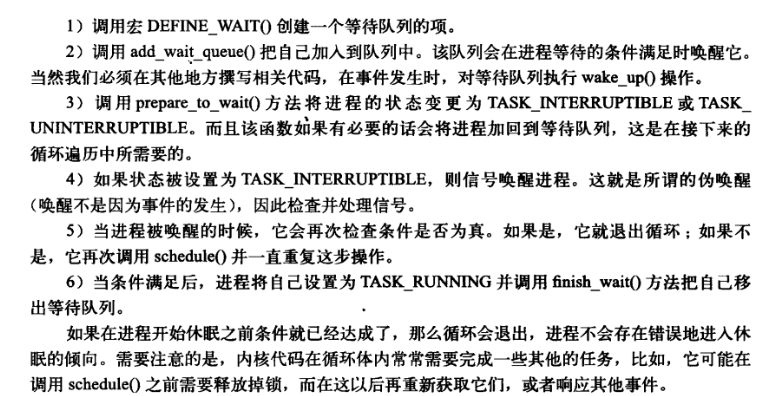 1）调用宏 DEFINE_WAIT() 创建一个等待队列的项。
2）调用 add_wait_queue() 把自己加入到队列中。该队列会在进程等待的条件满足时唤醒它。
当然我们必须在其他地方撰写相关代码，在事件发生时，对等待队列执行 wake_up() 操作。
3）调用 prepare_to_wait() 方法将进程的状态变更为 TASK_INTERRUPTIBLE 或 TASK_
UNINTERRUPTIBLE。而且该函数如果有必要的话会将进程加回到等待队列，这是在接下来的
循环遍历中所需要的。
4）如果状态被设置为 TASK_INTERRUPTIBLE，则信号唤醒进程。这就是所谓的伪唤醒
（唤醒不是因为事件的发生），因此检查并处理信号。
5）当进程被唤醒的时候，它会再次检查条件是否为真。如果是，它就退出循环；如果不
是，它再次调用 schedule() 并一直重复这步操作。
6）当条件满足后，进程将自己设置为 TASK_RUNNING 并调用 finish_wait() 方法把自己移
出等待队列。
如果在进程开始休眠之前条件就已经达成了，那么循环会退出，进程不会存在错误地进入休
眠的倾向。需要注意的是，内核代码在循环体内常常需要完成一些其他的任务，比如，它可能在
调用 schedule() 之前需要释放掉锁，而在这以后再重新获取它们，或者响应其他事件。